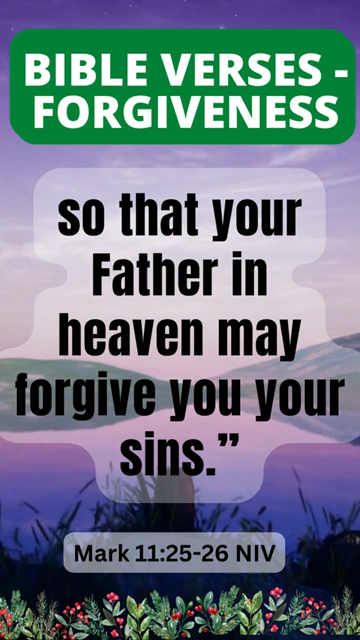 BIBLE VERSES -
FORGIVENESS
so that your
Father in
heaven may
forgive you your
sins.”
Mark 11:25-26 NIV